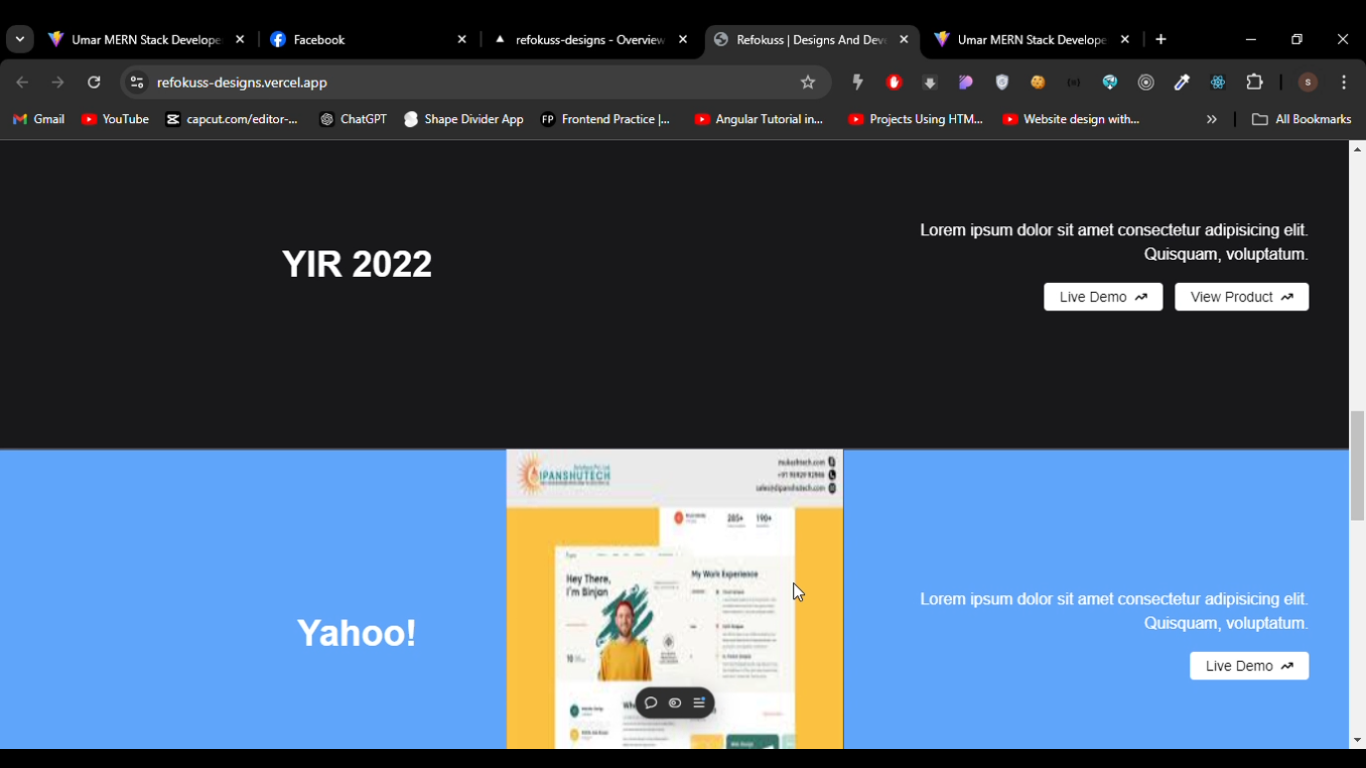 Umar MERN Stack Develope
Facebook
refokuss-designs - Overview
Refokuss | Designs And Dev
Umar MERN Stack Develope
refokuss-designs.vercel.app
S
Gmail
YouTube
capcut.com/editor-...
ChatGPT
Shape Divider App
FP
Frontend Practice |...
Angular Tutorial in...
Projects Using HTM...
Website design with...
All Bookmarks
YIR 2022
Lorem ipsum dolor sit amet consectetur adipisicing elit.
Quisquam, voluptatum.
Live Demo
View Product
IPANSHUTECH
285+
190+
Hey There,
I'm Binjan
My Work Experience
Yahoo!
Lorem ipsum dolor sit amet consectetur adipisicing elit.
Quisquam, voluptatum.
Live Demo